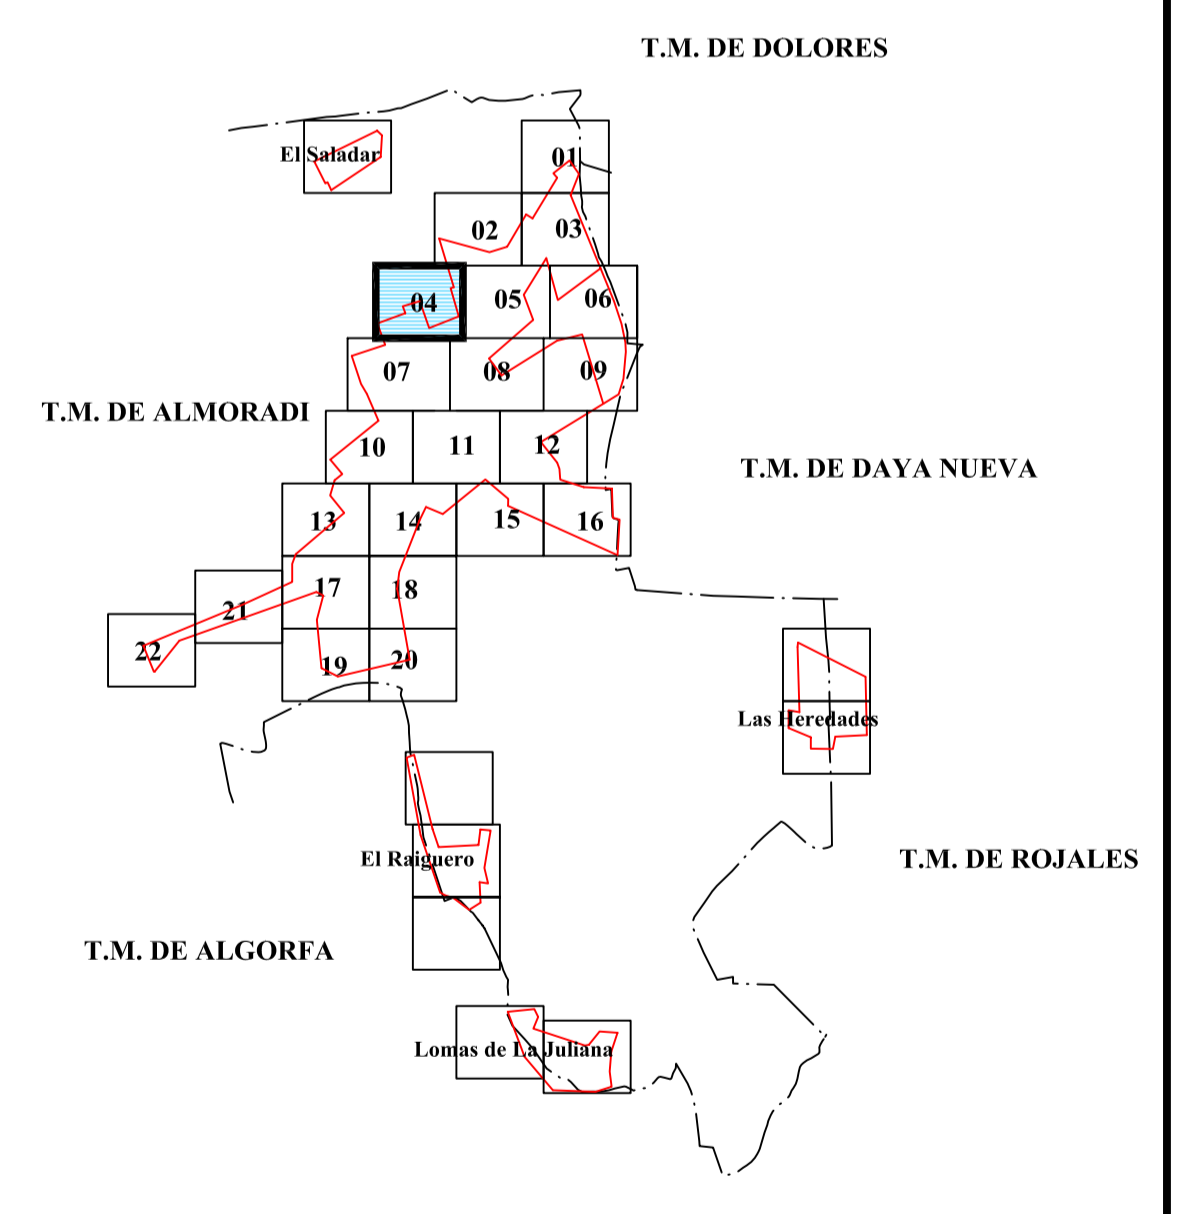 T.M. DE DOLORES
El Saladar
01
02
03
04
05
06
07
08
09
T.M. DE ALMORADI
10
11
12
T.M. DE DAYA NUEVA
13
14
15
16
17
18
21
22
19
20
Las Heredades
El Raiguero
T.M. DE ROJALES
T.M. DE ALGORFA
Lomas de La Juliana